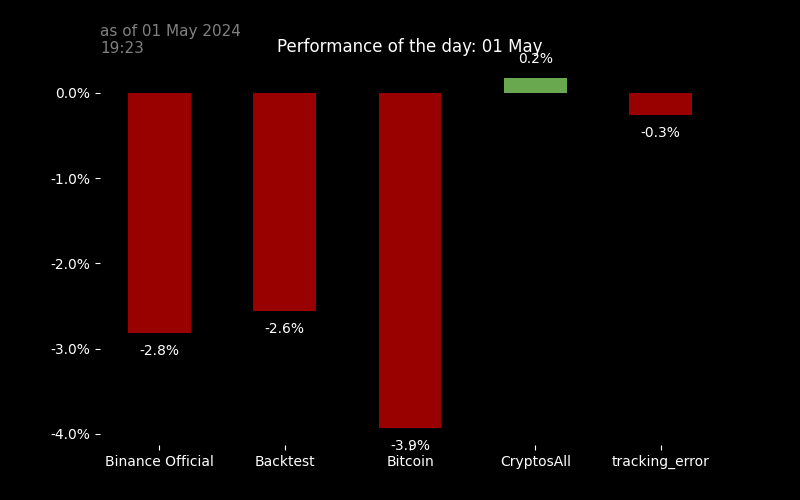 as of 01 May 2024
19:23
Performance of the day: 01 May
0.2%
0.0%
-0.3%
-1.0%
-2.0%
-2.6%
-3.0%
-2.8%
-4.0%
-3.9%
Binance Official
Backtest
Bitcoin
CryptosAll
tracking_error